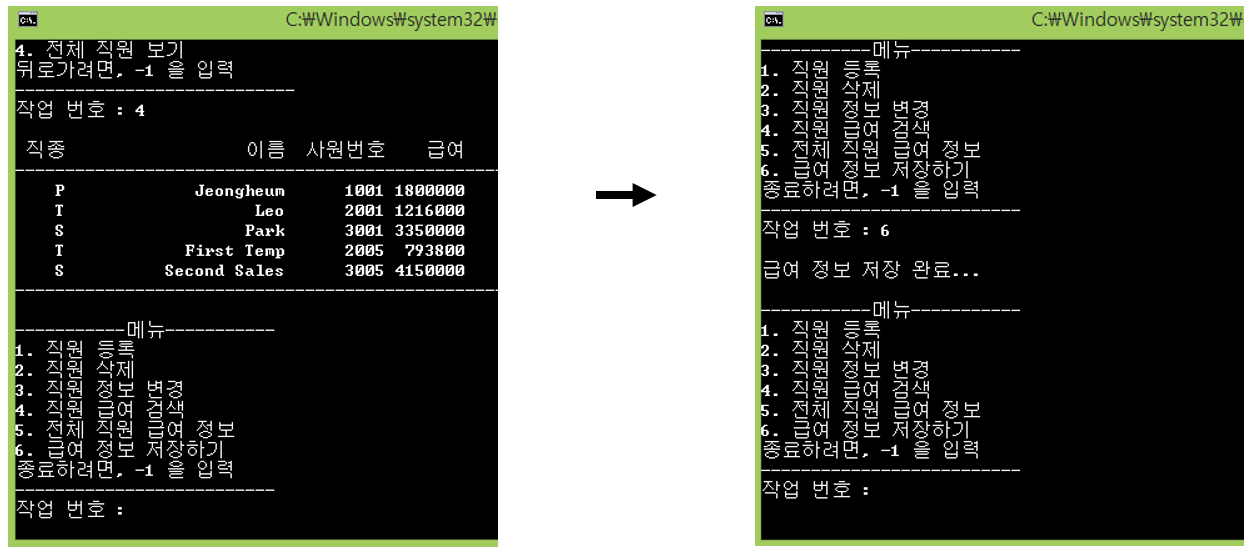 C:₩Windows₩system32₩
4. 전체 직원 보기
뒤로가려면, -1 을 입력
----------------------------
작업 번호 : 4
직종 이름 사원번호 급여
P Jeongheum 1001 1800000
T Leo 2001 1216000
S Park 3001 3350000
T First Temp 2005 793800
S Second Sales 3005 4150000
-----------메뉴-----------
1. 직원 등록
2. 직원 삭제
3. 직원 정보 변경
4. 직원 급여 검색
5. 전체 직원 급여 정보
6. 급여 정보 저장하기
종료하려면, -1 을 입력
--------------------------
작업 번호 :
C:₩Windows₩system32₩
-----------메뉴-----------
1. 직원 등록
2. 직원 삭제
3. 직원 정보 변경
4. 직원 급여 검색
5. 전체 직원 급여 정보
6. 급여 정보 저장하기
종료하려면, -1 을 입력
--------------------------
작업 번호 : 6
급여 정보 저장 완료...
-----------메뉴-----------
1. 직원 등록
2. 직원 삭제
3. 직원 정보 변경
4. 직원 급여 검색
5. 전체 직원 급여 정보
6. 급여 정보 저장하기
종료하려면, -1 을 입력
--------------------------
작업 번호 :